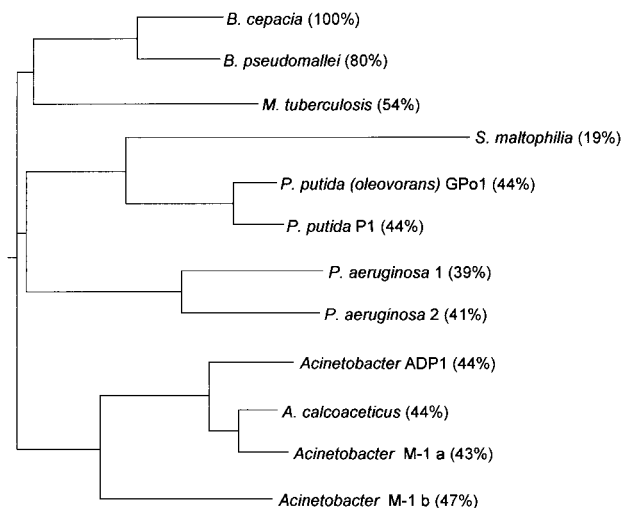 B. cepacia (100%)
B. pseudomallei (80%)
M. tuberculosis (54%)
S. maltophilia (19%)
P. putida (oleovorans) GPo1 (44%)
P. putida P1 (44%)
P. aeruginosa 1 (39%)
P. aeruginosa 2 (41%)
Acinetobacter ADP1 (44%)
A. calcoaceticus (44%)
Acinetobacter M-1 a (43%)
Acinetobacter M-1 b (47%)